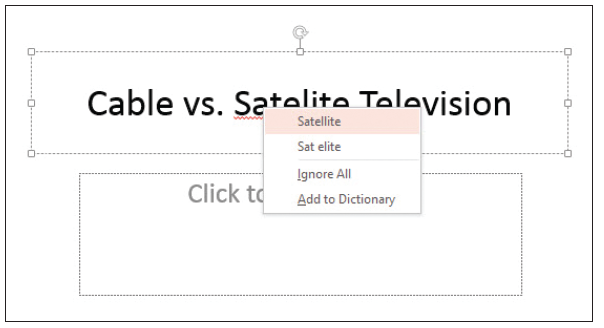 Cable vs. Satelite Television
Satellite
Sat elite
Ignore All
Add to Dictionary
Click to